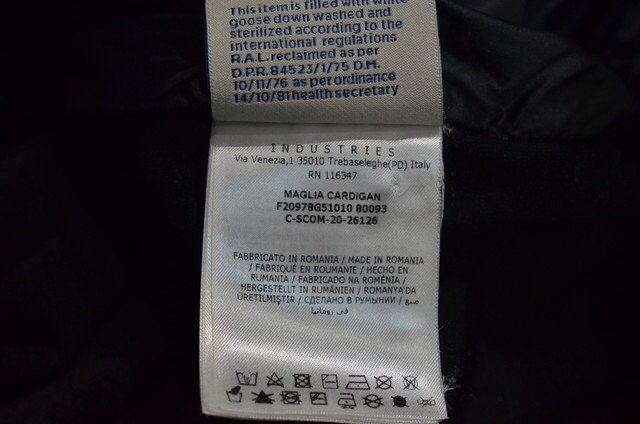 This item is filled with white
goose down washed and
sterilized according to the
international regulations
R.A.L. reclaimed as per
D.P.R. 84523/1/75 D.M.
10/11/76 as per ordinance
14/10/81 health secretary
INDUSTRIES
Via Venezia,1 35010 Trebaseleghe(PD) Italy
RN 116347
MAGLIA CARDIGAN
F20978G51010 80093
C-SCOM-20-26126
FABBRICATO IN ROMANIA / MADE IN ROMANIA
/ FABRIQUÉ EN ROUMANIE / HECHO EN
RUMANIA / FABRICADO NA ROMÉNIA /
HERGESTELLT IN RUMÄNIEN / ROMANYA'DA
ÜRETILMIŞTIR / СДЕЛАНО В РУМЫНИИ / صنع
في رومانيا